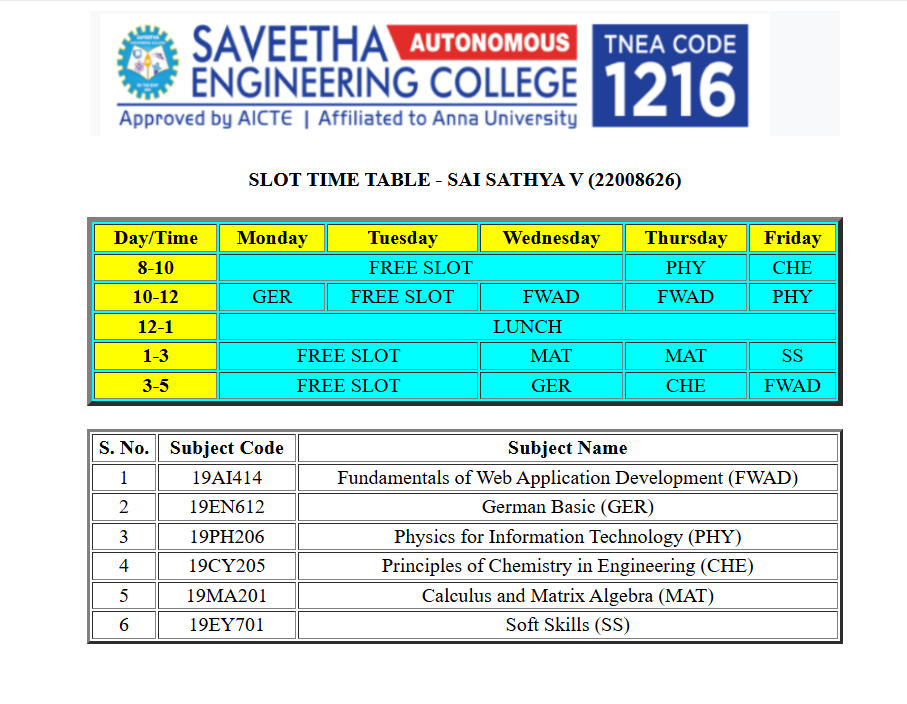 SAVEETHA AUTONOMOUS
ENGINEERING COLLEGE
Approved by AICTE | Affiliated to Anna University
TNEA CODE
1216
SLOT TIME TABLE - SAI SATHYA V (22008626)
Day/Time Monday Tuesday Wednesday Thursday Friday
8-10 FREE SLOT PHY CHE
10-12 GER FREE SLOT FWAD FWAD PHY
12-1 LUNCH
1-3 FREE SLOT MAT MAT SS
3-5 FREE SLOT GER CHE FWAD
S. No. Subject Code Subject Name
1 19AI414 Fundamentals of Web Application Development (FWAD)
2 19EN612 German Basic (GER)
3 19PH206 Physics for Information Technology (PHY)
4 19CY205 Principles of Chemistry in Engineering (CHE)
5 19MA201 Calculus and Matrix Algebra (MAT)
6 19EY701 Soft Skills (SS)